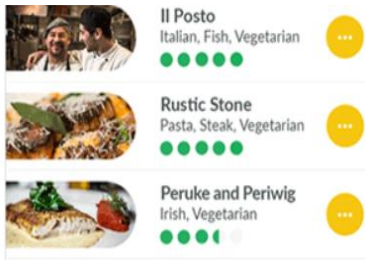 Il Posto
Italian, Fish, Vegetarian
Rustic Stone
Pasta, Steak, Vegetarian
Peruke and Periwig
Irish, Vegetarian